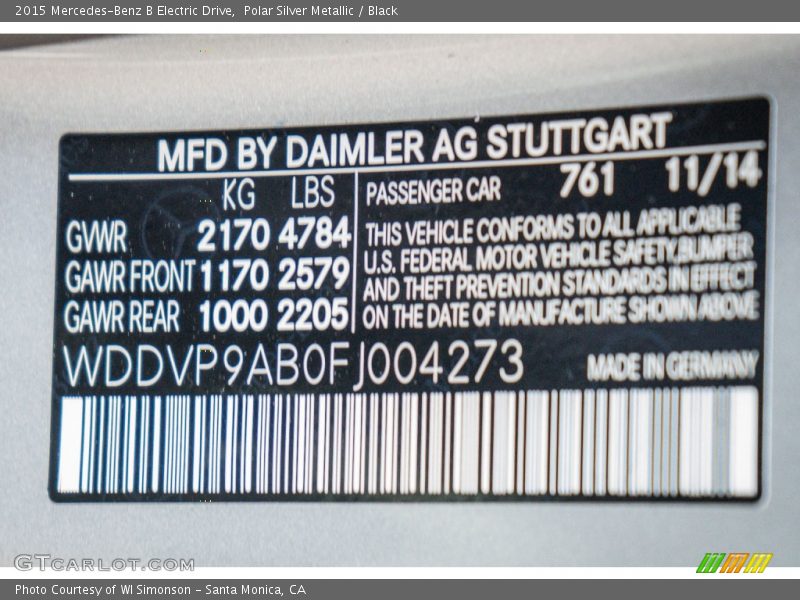 2015 Mercedes-Benz B Electric Drive,  Polar Silver Metallic / Black
MFD BY DAIMLER AG STUTTGART
KG LBS
GVWR 2170 4784
GAWR FRONT 1170 2579
GAWR REAR 1000 2205
PASSENGER CAR 761 11/14
THIS VEHICLE CONFORMS TO ALL APPLICABLE
U.S. FEDERAL MOTOR VEHICLE SAFETY,BUMPER
AND THEFT PREVENTION STANDARDS IN EFFECT
ON THE DATE OF MANUFACTURE SHOWN ABOVE
WDDVP9AB0FJ004273
MADE IN GERMANY
GTCARLOT.COM
Photo Courtesy of WI Simonson - Santa Monica, CA